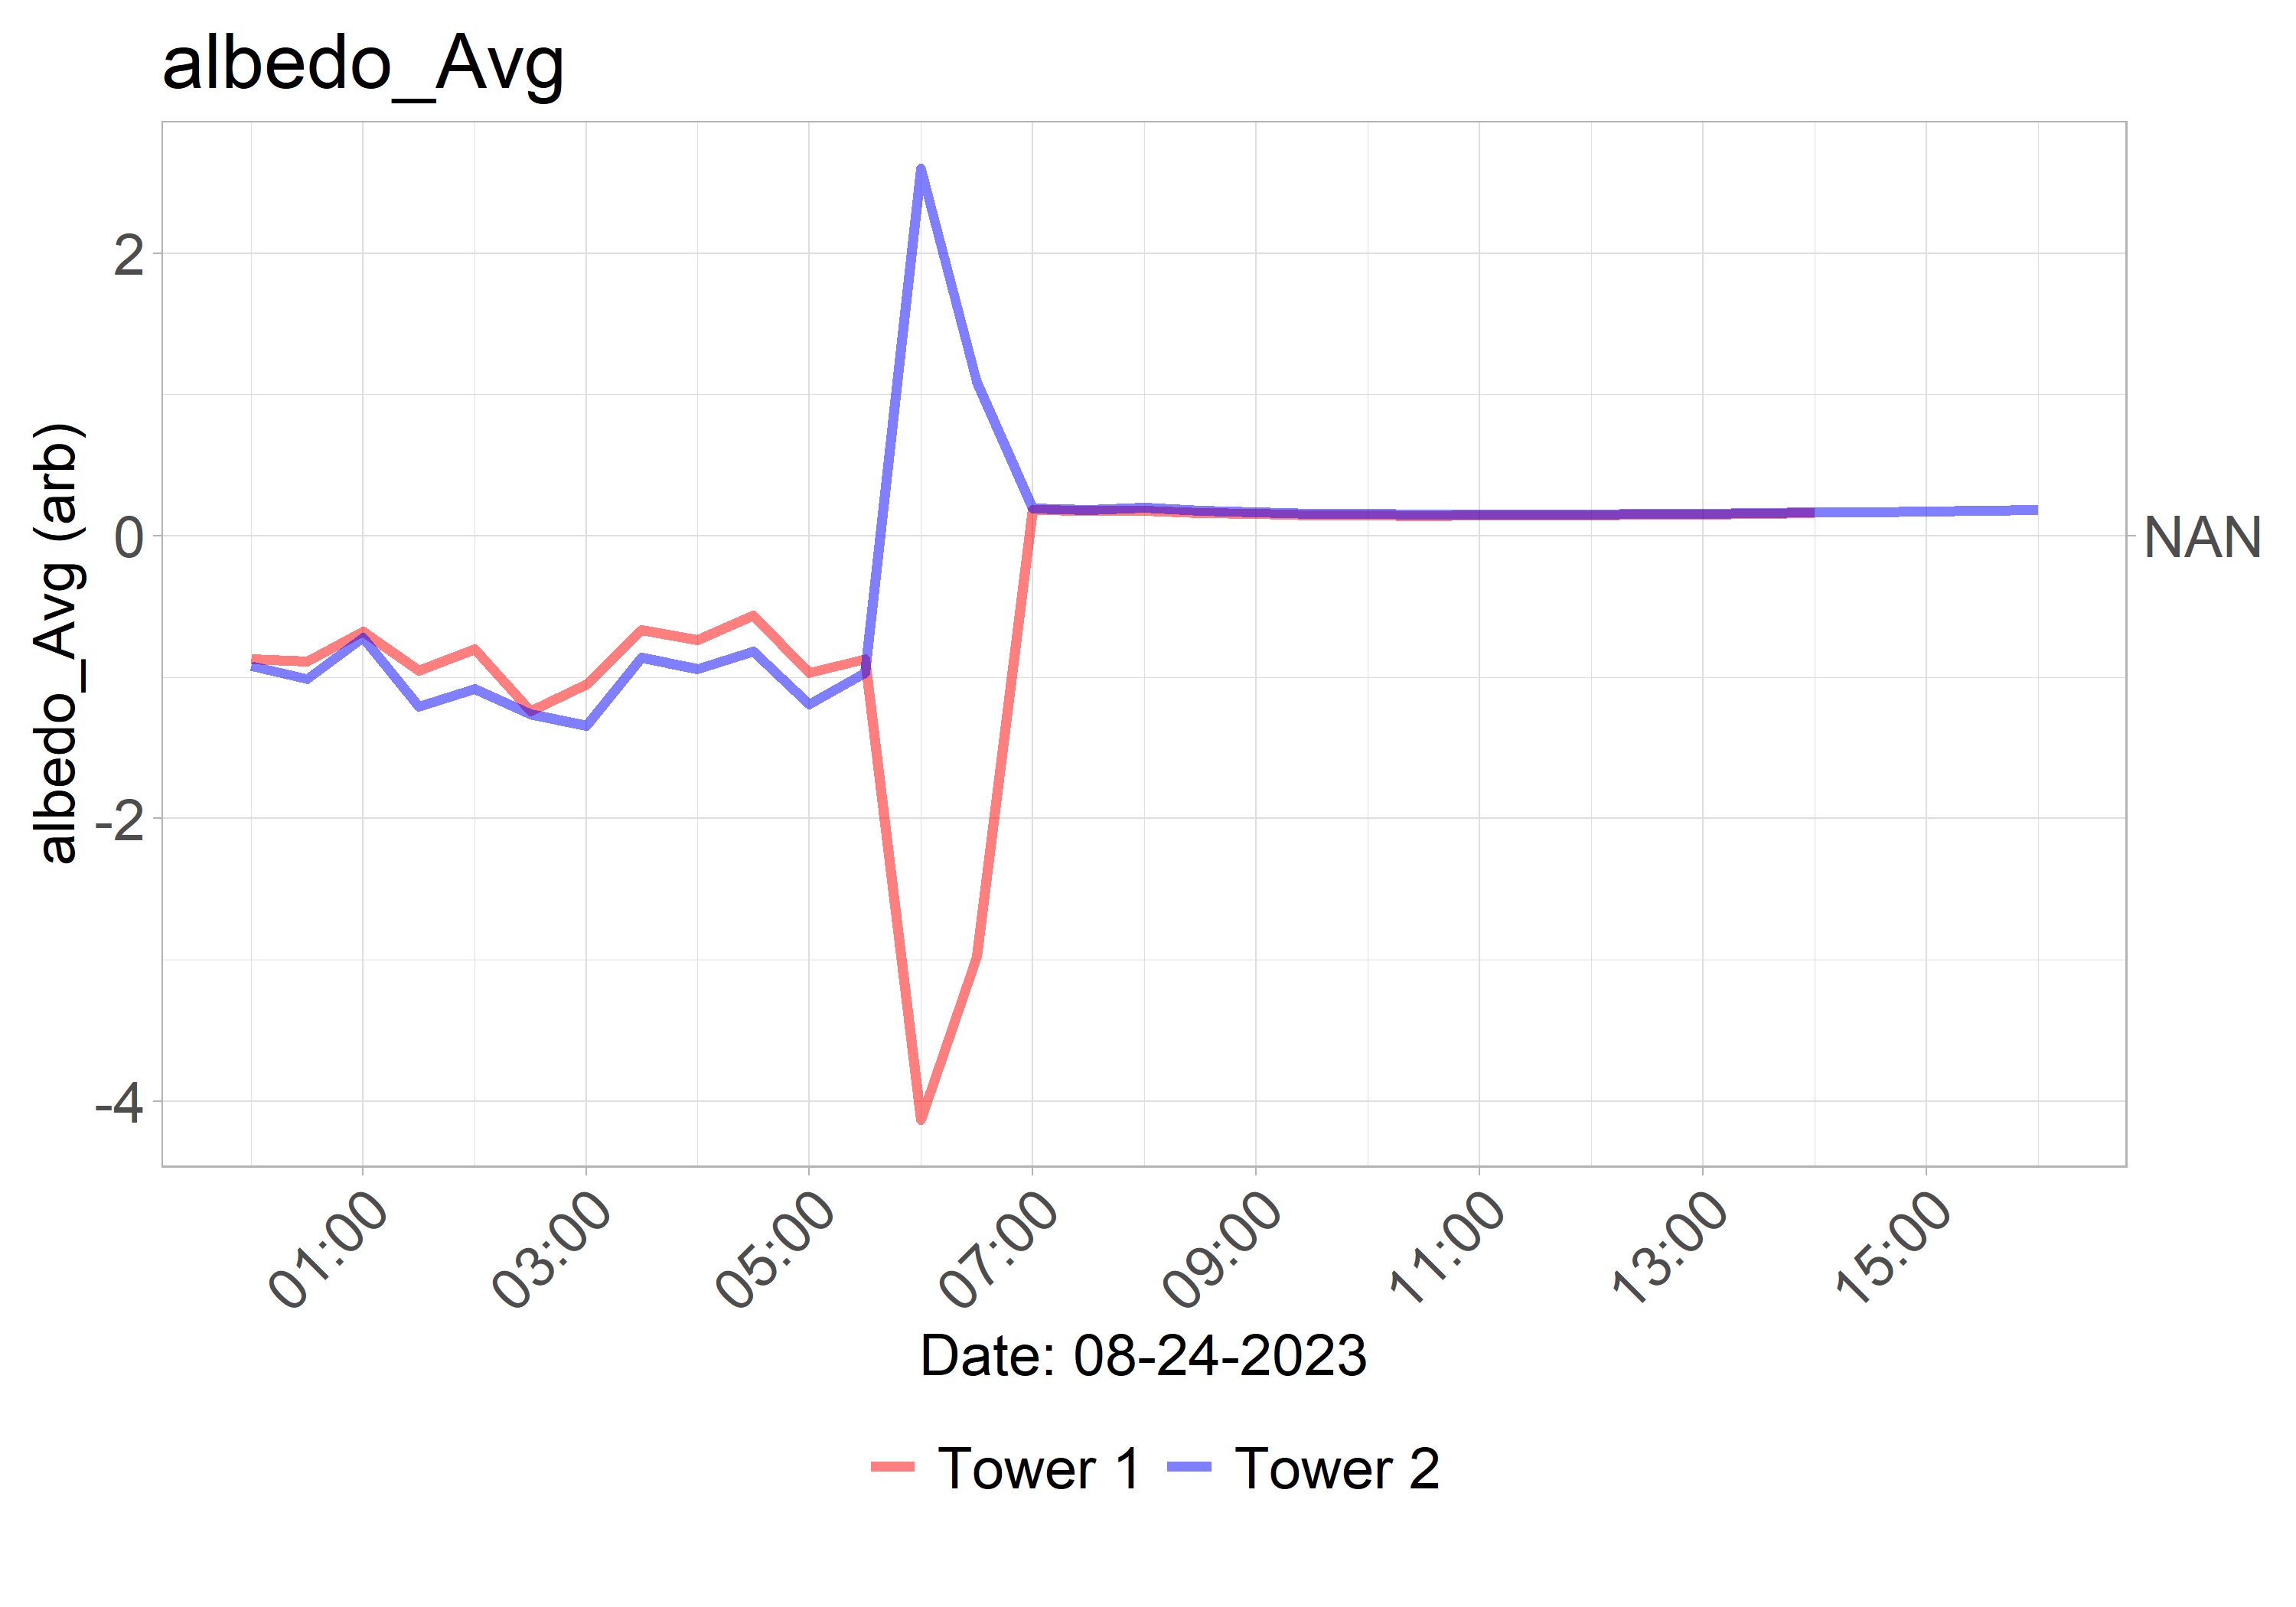 albedo_Avg
albedo_Avg (arb)
2
0
-2
-4
NAN
01:00
03:00
05:00
07:00
09:00
11:00
13:00
15:00
Date: 08-24-2023
Tower 1
Tower 2